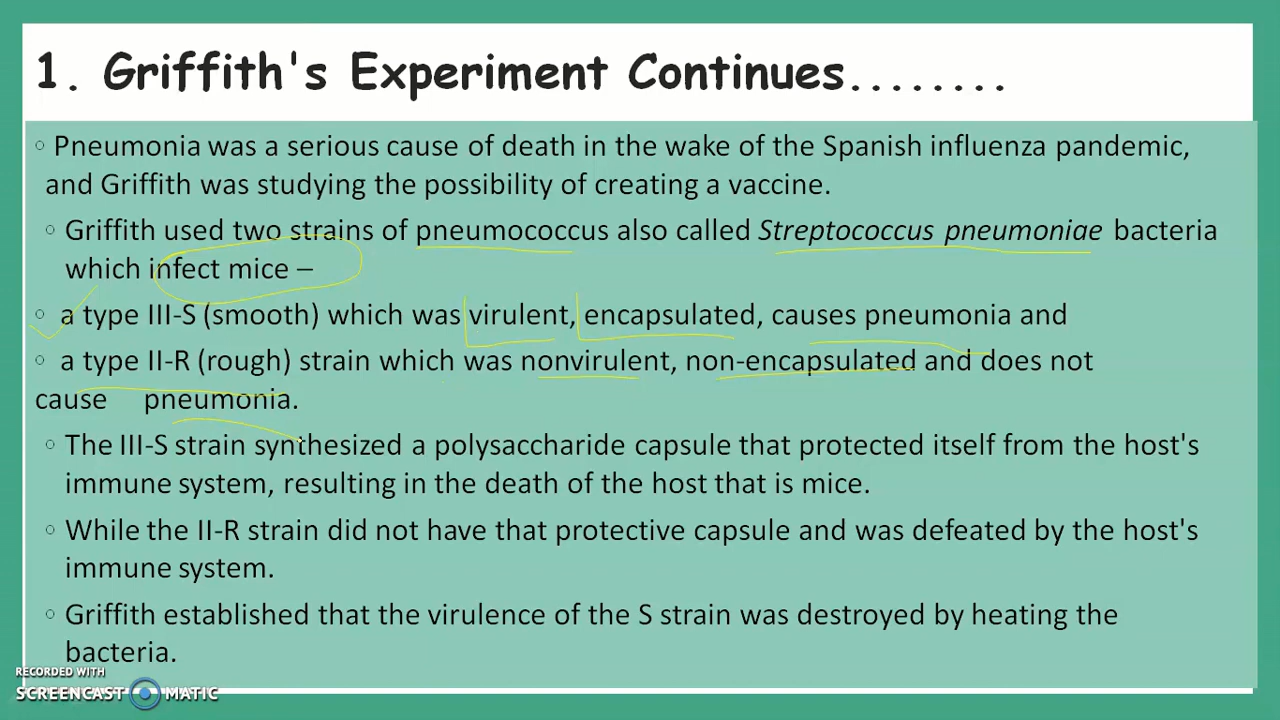 1. Griffith's Experiment Continues........
◦ Pneumonia was a serious cause of death in the wake of the Spanish influenza pandemic,
and Griffith was studying the possibility of creating a vaccine.
◦ Griffith used two strains of pneumococcus also called Streptococcus pneumoniae bacteria
which infect mice –
◦ a type III-S (smooth) which was virulent, encapsulated, causes pneumonia and
◦ a type II-R (rough) strain which was nonvirulent, non-encapsulated and does not
cause pneumonia.
◦ The III-S strain synthesized a polysaccharide capsule that protected itself from the host's
immune system, resulting in the death of the host that is mice.
◦ While the II-R strain did not have that protective capsule and was defeated by the host's
immune system.
◦ Griffith established that the virulence of the S strain was destroyed by heating the
bacteria.
RECORDED WITH
SCREENCAST MATIC